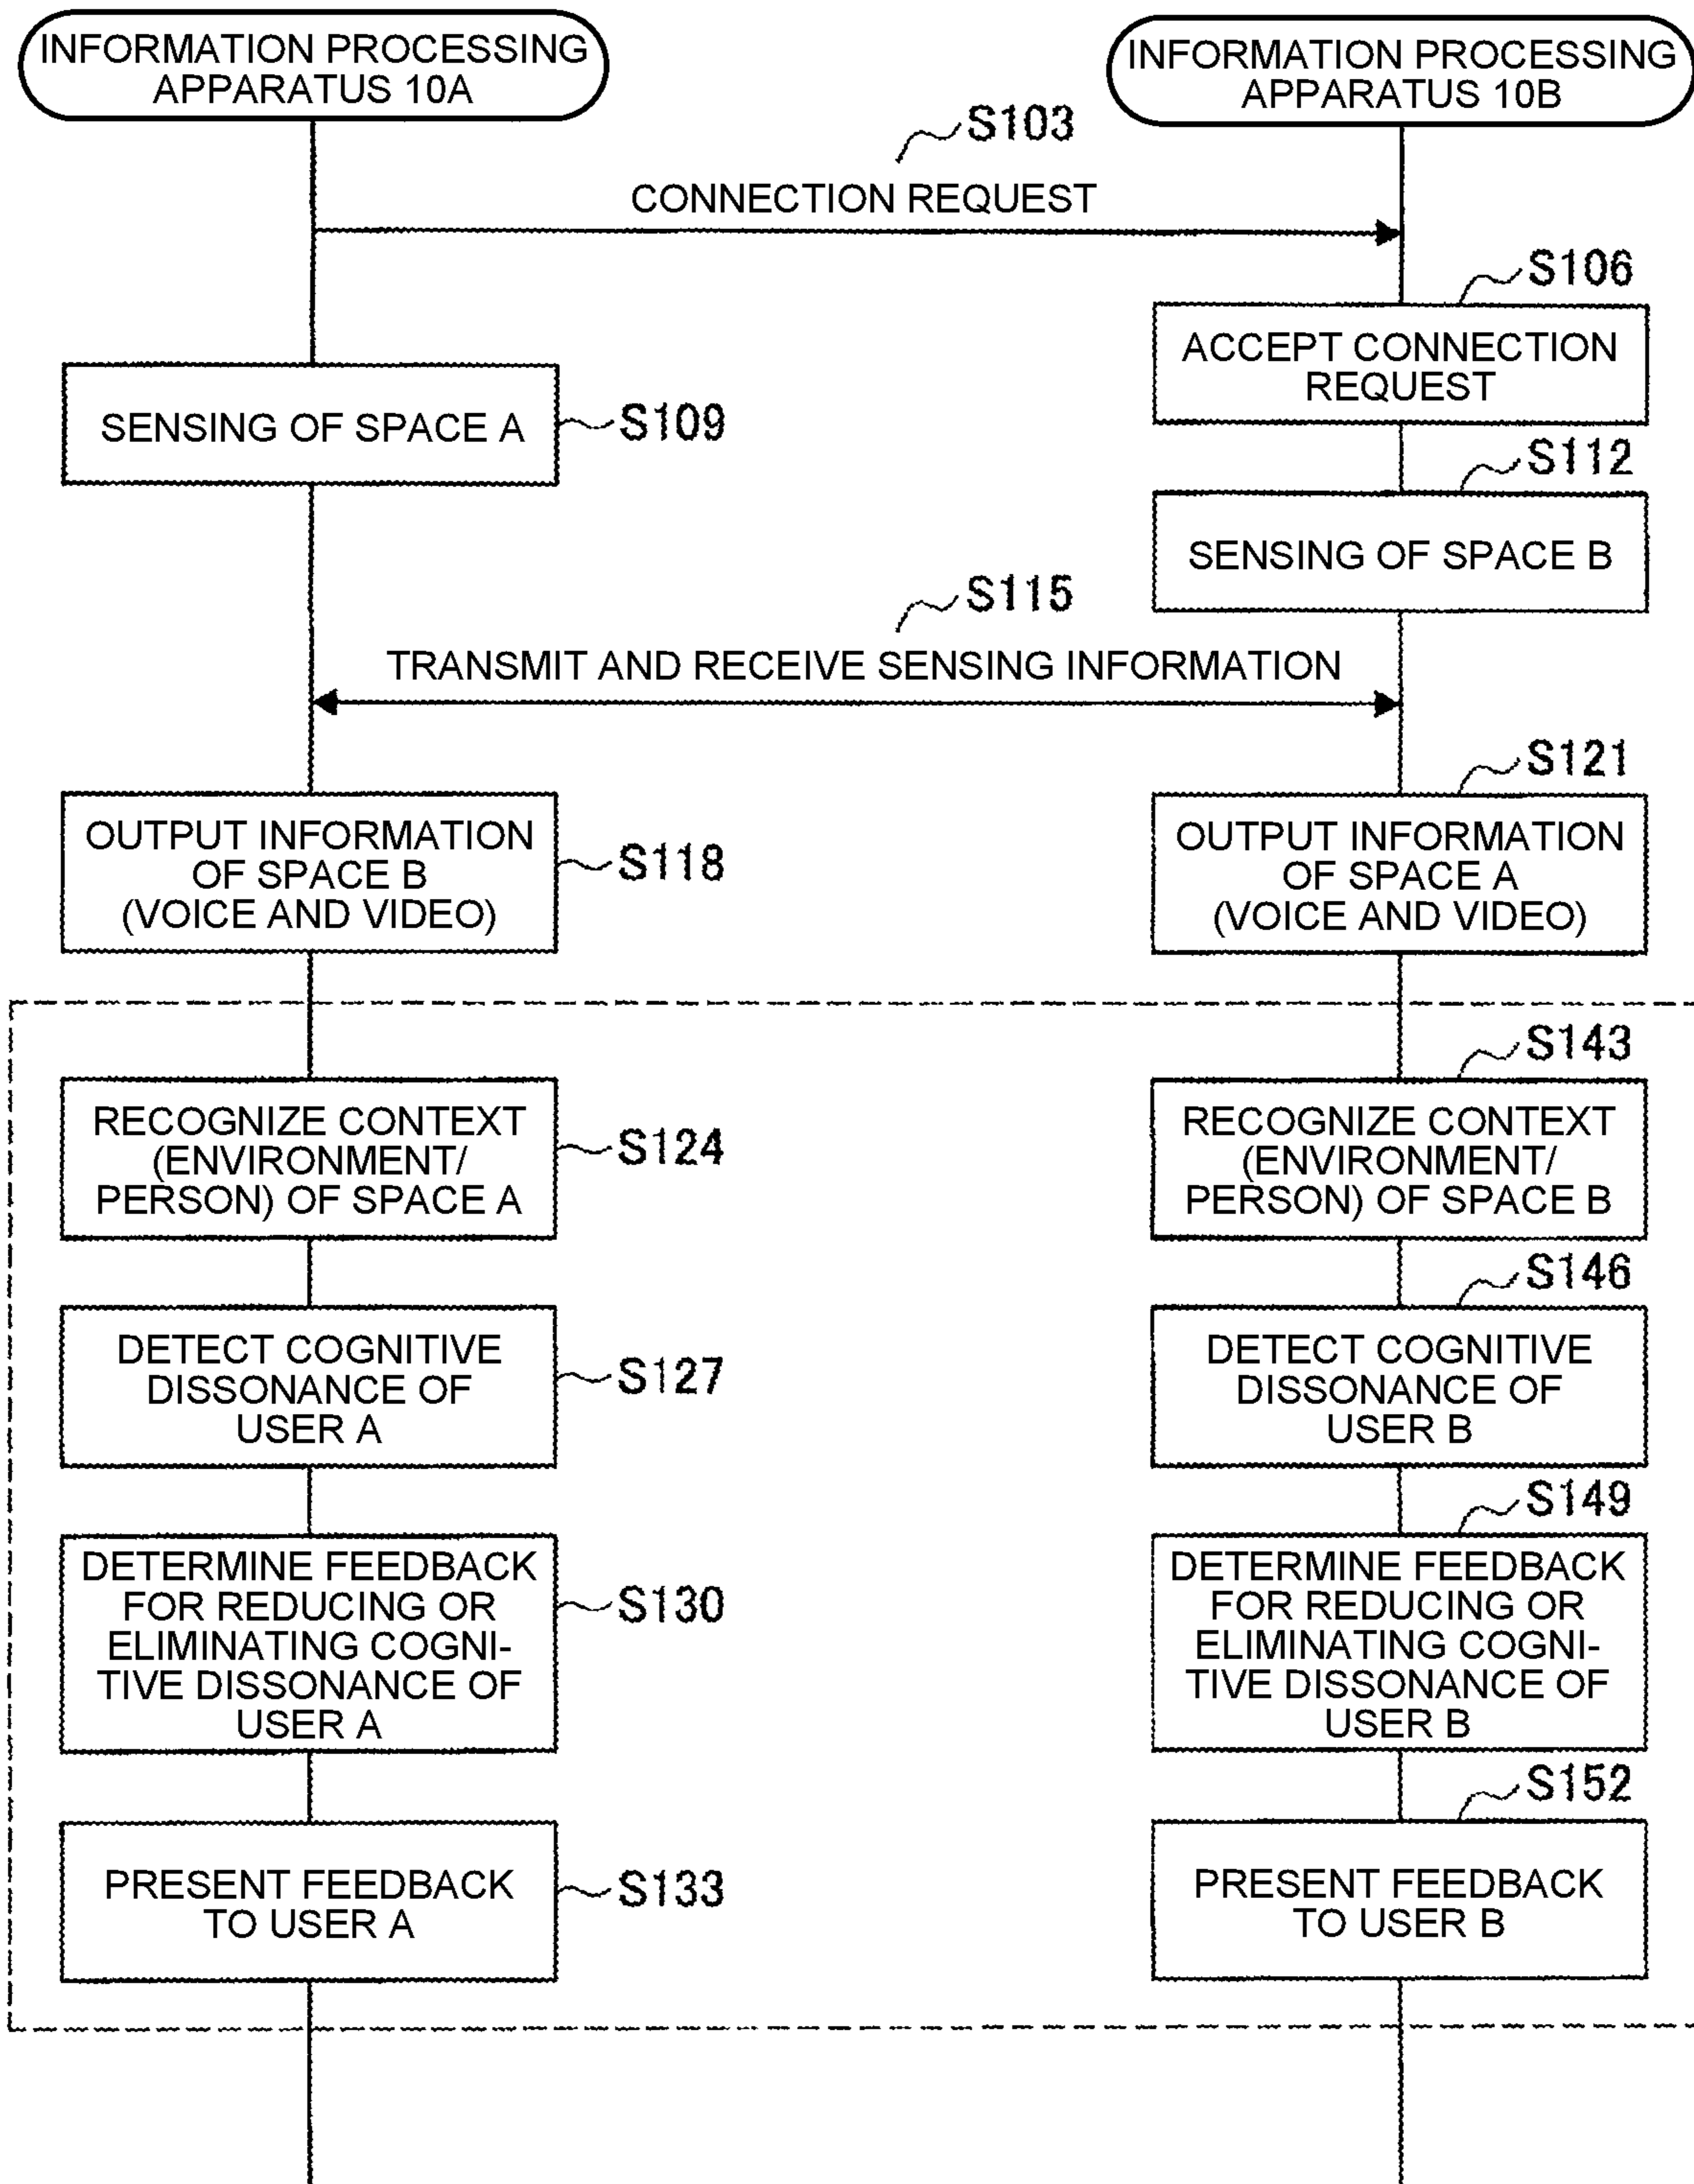 INFORMATION PROCESSING
APPARATUS 10A
INFORMATION PROCESSING
APPARATUS 10B
S103
CONNECTION REQUEST
S106
ACCEPT CONNECTION
REQUEST
SENSING OF SPACE A
S109
S112
SENSING OF SPACE B
S115
TRANSMIT AND RECEIVE SENSING INFORMATION
OUTPUT INFORMATION
OF SPACE B
(VOICE AND VIDEO)
S118
S121
OUTPUT INFORMATION
OF SPACE A
(VOICE AND VIDEO)
RECOGNIZE CONTEXT
(ENVIRONMENT/
PERSON) OF SPACE A
S124
S143
RECOGNIZE CONTEXT
(ENVIRONMENT/
PERSON) OF SPACE B
DETECT COGNITIVE
DISSONANCE OF
USER A
S127
S146
DETECT COGNITIVE
DISSONANCE OF
USER B
DETERMINE FEEDBACK
FOR REDUCING OR
ELIMINATING COGNI-
TIVE DISSONANCE OF
USER A
S130
S149
DETERMINE FEEDBACK
FOR REDUCING OR
ELIMINATING COGNI-
TIVE DISSONANCE OF
USER B
PRESENT FEEDBACK
TO USER A
S133
S152
PRESENT FEEDBACK
TO USER B